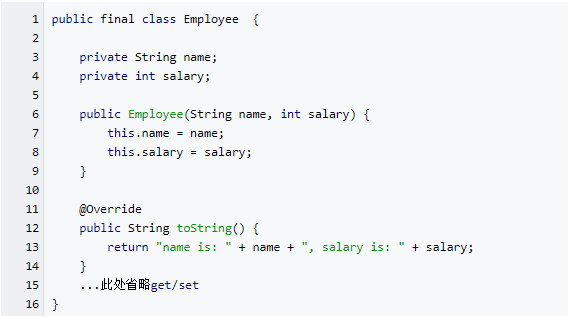 1 public final class Employee {
2
3 private String name;
4 private int salary;
5
6 public Employee(String name, int salary) {
7 this.name = name;
8 this.salary = salary;
9 }
10
11 @Override
12 public String toString() {
13 return "name is: " + name + ", salary is: " + salary;
14 }
15 ...此处省略get/set
16 }